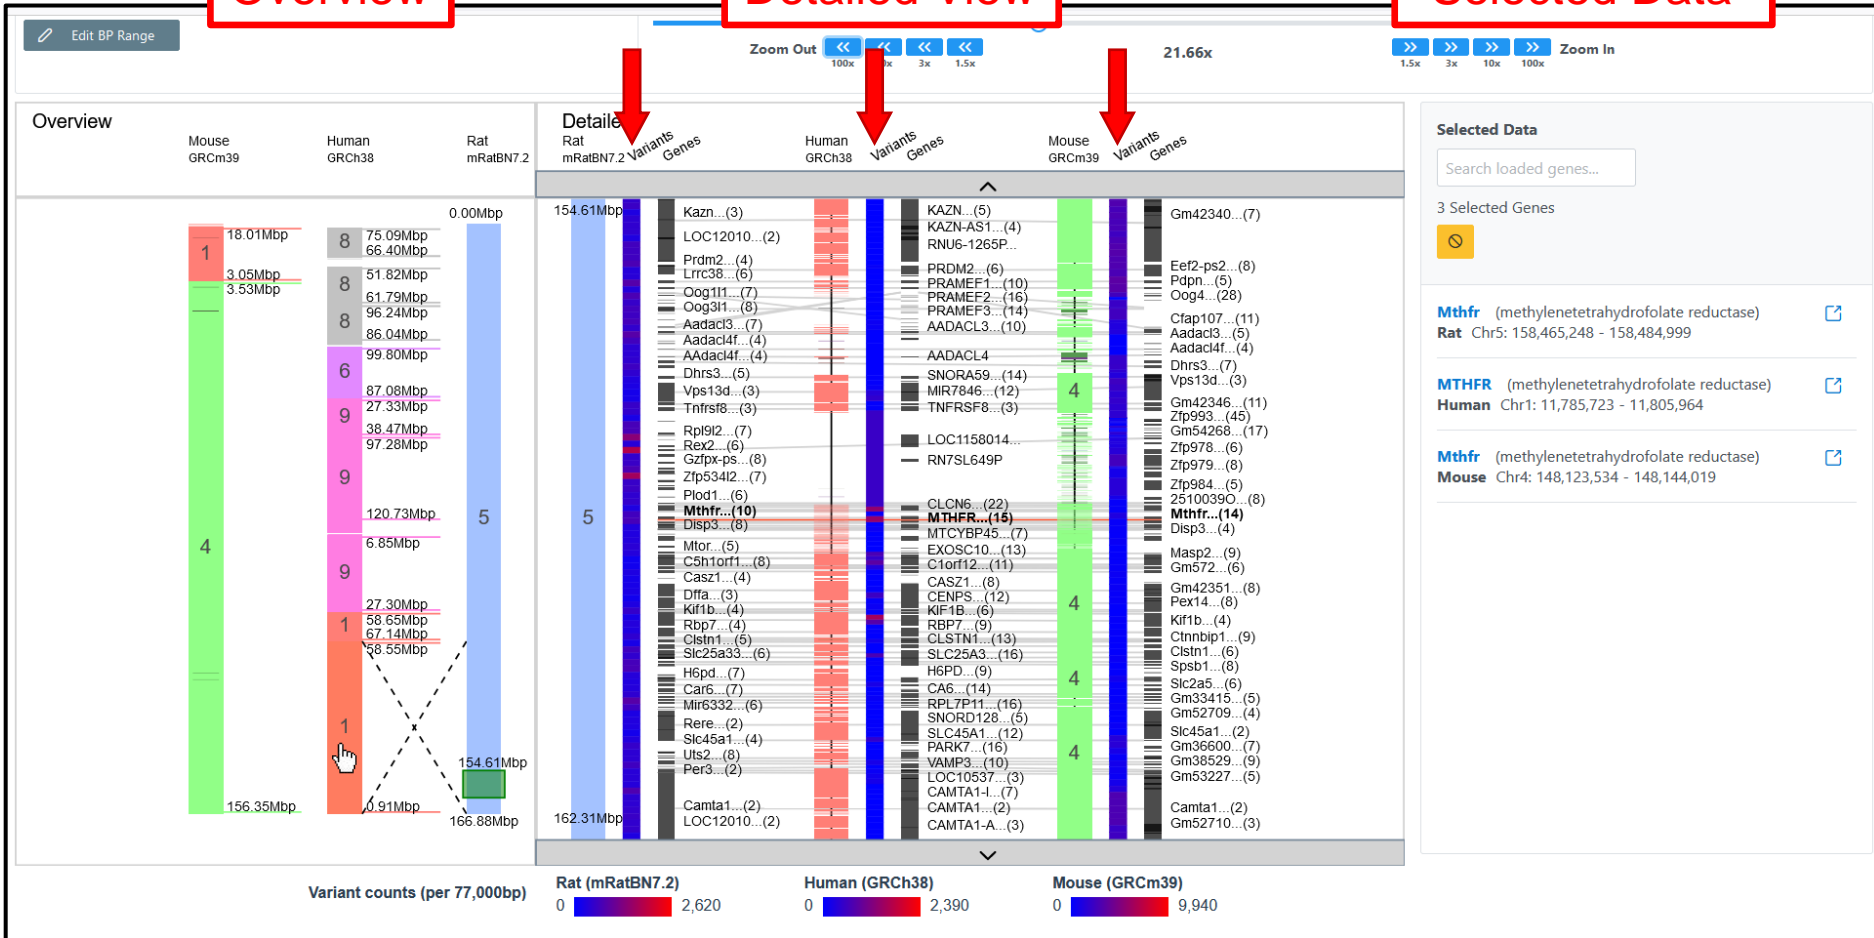 Overview
Detailed View
Selected Data
Edit BP Range
Zoom Out
100x
3x
1.5x
21.66x
1.5x
3x
10x
100x
Zoom In
Overview
Mouse
GRCm39
Human
GRCh38
Rat
mRatBN7.2
18.01Mbp
1
3.05Mbp
3.53Mbp
4
156.35Mbp
8
75.09Mbp
66.40Mbp
51.82Mbp
8
61.79Mbp
96.24Mbp
8
86.04Mbp
99.80Mbp
6
87.08Mbp
27.33Mbp
9
38.47Mbp
97.28Mbp
9
120.73Mbp
6.85Mbp
9
27.30Mbp
58.65Mbp
1
67.14Mbp
58.55Mbp
1
0.91Mbp
0.00Mbp
5
154.61Mbp
166.88Mbp
Detaile
Rat
mRatBN7.2
Variants
Genes
Human
GRCh38
Variants
Genes
Mouse
GRCm39
Variants
Genes
154.61Mbp
5
162.31Mbp
Kazn...(3)
LOC12010...(2)
Prdm2...(4)
Lrrc38...(6)
Oog1l1...(7)
Oog3l1...(8)
Aadacl3...(7)
Aadacl4f...(4)
AAdacl4f...(4)
Dhrs3...(5)
Vps13d...(3)
Tnfrsf8...(3)
Rpl9l2...(7)
Rex2...(6)
Gzfpx-ps...(8)
Zfp534l2...(7)
Plod1...(6)
Mthfr...(10)
Disp3...(8)
Mtor...(5)
C5h1orf1...(8)
Casz1...(4)
Dffa...(3)
Kif1b...(4)
Rbp7...(4)
Clstn1...(5)
Slc25a33...(6)
H6pd...(7)
Car6...(7)
Mir6332...(6)
Rere...(2)
Slc45a1...(4)
Uts2...(8)
Per3...(2)
Camta1...(2)
LOC12010...(2)
KAZN...(5)
KAZN-AS1...(4)
RNU6-1265P...
PRDM2...(6)
PRAMEF1...(10)
PRAMEF2...(16)
PRAMEF3...(14)
AADACL3...(10)
AADACL4
SNORA59...(14)
MIR7846...(12)
TNFRSF8...(3)
LOC1158014...
RN7SL649P
CLCN6...(22)
MTHFR...(15)
MTCYBP45...(7)
EXOSC10...(13)
C1orf12...(11)
CASZ1...(8)
CENPS...(12)
KIF1B...(6)
RBP7...(9)
CLSTN1...(13)
SLC25A3...(16)
H6PD...(9)
CA6...(14)
RPL7P11...(16)
SNORD128...(5)
SLC45A1...(12)
PARK7...(16)
VAMP3...(10)
LOC10537...(3)
CAMTA1-I...(7)
CAMTA1...(2)
CAMTA1-A...(3)
4
4
4
4
Gm42340...(7)
Eef2-ps2...(8)
Pdpn...(5)
Oog4...(28)
Cfap107...(11)
Aadacl3...(5)
Aadacl4f...(4)
Dhrs3...(7)
Vps13d...(3)
Gm42346...(11)
Zfp993...(45)
Gm54268...(17)
Zfp978...(6)
Zfp979...(8)
Zfp984...(5)
2510039O...(8)
Mthfr...(14)
Disp3...(4)
Masp2...(9)
Gm572...(6)
Gm42351...(8)
Pex14...(8)
Kif1b...(4)
Ctnnbip1...(9)
Clstn1...(6)
Spsb1...(8)
Slc2a5...(6)
Gm33415...(5)
Gm52709...(4)
Slc45a1...(2)
Gm36600...(7)
Gm38529...(9)
Gm53227...(5)
Camta1...(2)
Gm52710...(3)
Selected Data
Search loaded genes...
3 Selected Genes
Mthfr (methylenetetrahydrofolate reductase)
Rat Chr5: 158,465,248 - 158,484,999
MTHFR (methylenetetrahydrofolate reductase)
Human Chr1: 11,785,723 - 11,805,964
Mthfr (methylenetetrahydrofolate reductase)
Mouse Chr4: 148,123,534 - 148,144,019
Variant counts (per 77,000bp)
Rat (mRatBN7.2)
0 2,620
Human (GRCh38)
0 2,390
Mouse (GRCm39)
0 9,940